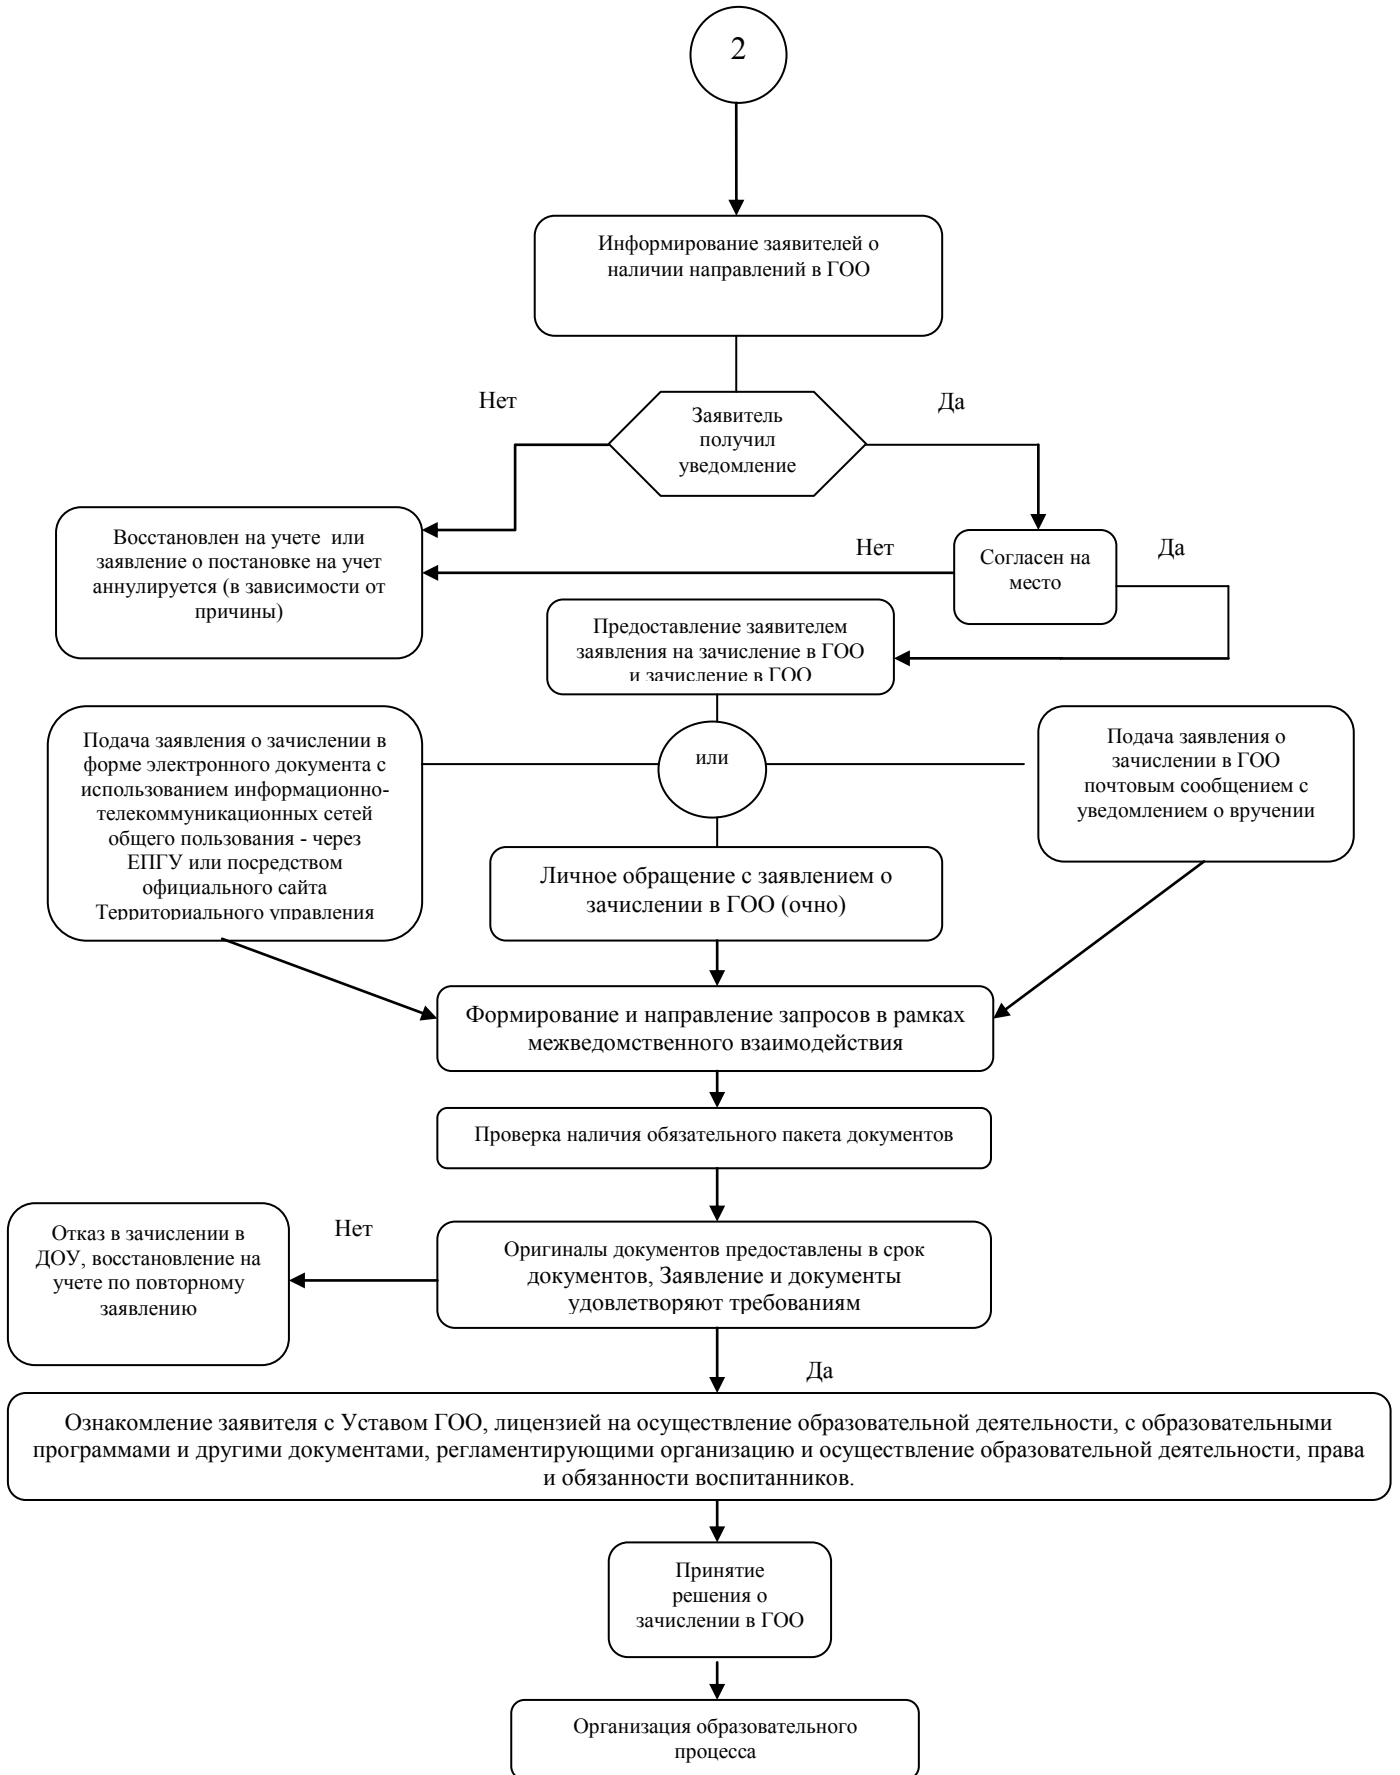 2
Информирование заявителей о
наличии направлений в ГОО
Нет
Да
Заявитель
получил
уведомление
Восстановлен на учете или
заявление о постановке на учет
аннулируется (в зависимости от
причины)
Нет
Согласен на
место
Да
Предоставление заявителем
заявления на зачисление в ГОО
и зачисление в ГОО
Подача заявления о зачислении в
форме электронного документа с
использованием информационно-
телекоммуникационных сетей
общего пользования - через
ЕПГУ или посредством
официального сайта
Территориального управления
или
Подача заявления о
зачислении в ГОО
почтовым сообщением с
уведомлением о вручении
Личное обращение с заявлением о
зачислении в ГОО (очно)
Формирование и направление запросов в рамках
межведомственного взаимодействия
Проверка наличия обязательного пакета документов
Отказ в зачислении в
ДОУ, восстановление на
учете по повторному
заявлению
Нет
Оригиналы документов предоставлены в срок
документов, Заявление и документы
удовлетворяют требованиям
Да
Ознакомление заявителя с Уставом ГОО, лицензией на осуществление образовательной деятельности, с образовательными
программами и другими документами, регламентирующими организацию и осуществление образовательной деятельности, права
и обязанности воспитанников.
Принятие
решения о
зачислении в ГОО
Организация образовательного
процесса